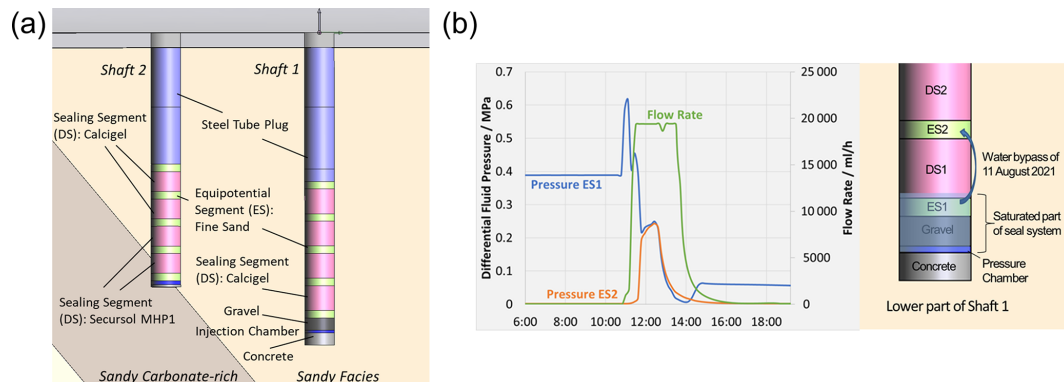 (a)
Shaft 2
Shaft 1
Sealing Segment
(DS): Calcigel
Steel Tube Plug
Equipotential
Segment (ES):
Fine Sand
Sealing Segment
(DS): Calcigel
Sealing Segment
(DS): Secursol MHP1
Gravel
Injection Chamber
Concrete
Sandy Carbonate-rich
Sandy Facies
(b)
Differential Fluid Pressure / MPa
0.7
0.6
0.5
0.4
0.3
0.2
0.1
0
Pressure ES1
Flow Rate
Pressure ES2
25 000
20 000
15 000
10 000
5000
0
Flow Rate / ml/h
6:00
8:00
10:00
12:00
14:00
16:00
18:00
DS2
ES2
DS1
ES1
Gravel
Concrete
Water bypass of
11 August 2021
Saturated part
of seal system
Pressure
Chamber
Lower part of Shaft 1